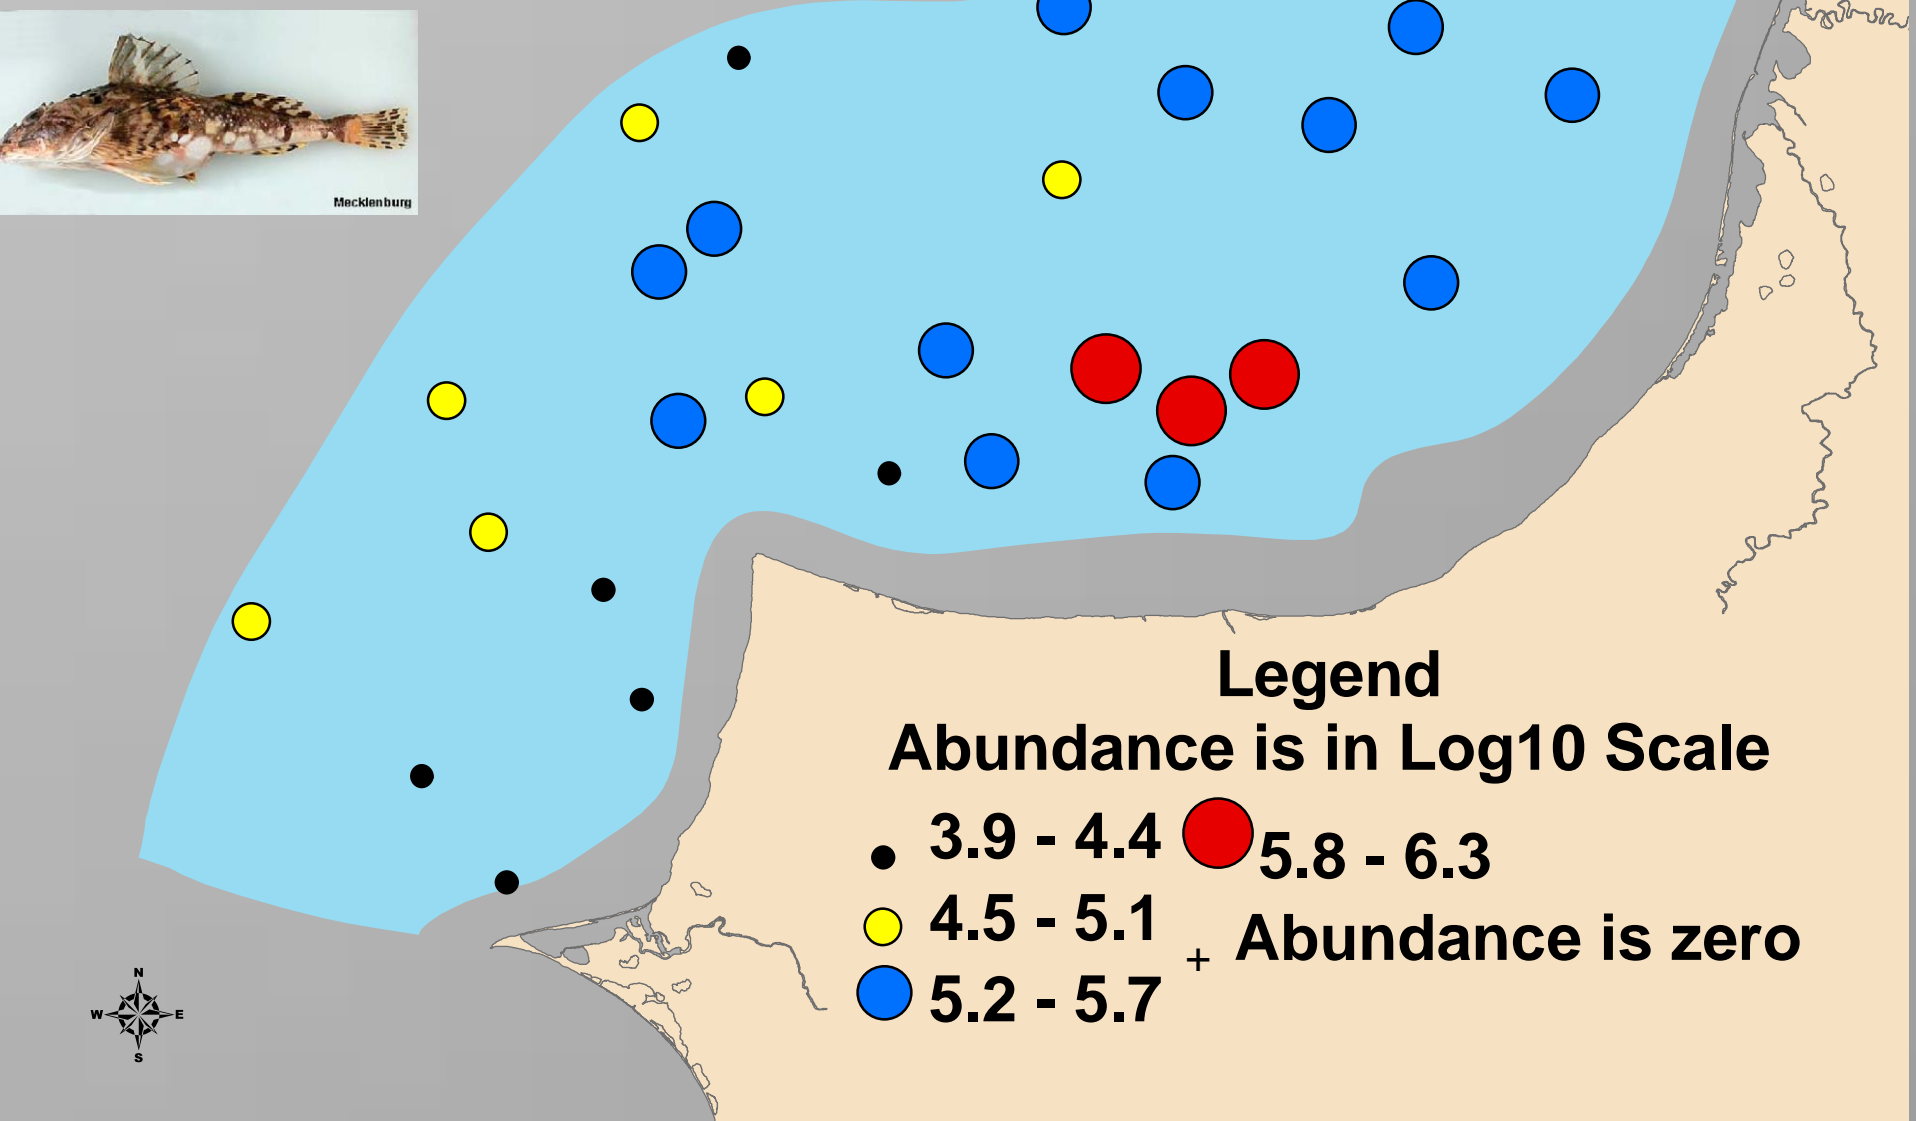 Mecklenburg
Legend
Abundance is in Log10 Scale
3.9 - 4.4
5.8 - 6.3
4.5 - 5.1
+ Abundance is zero
5.2 - 5.7
N
W E
S